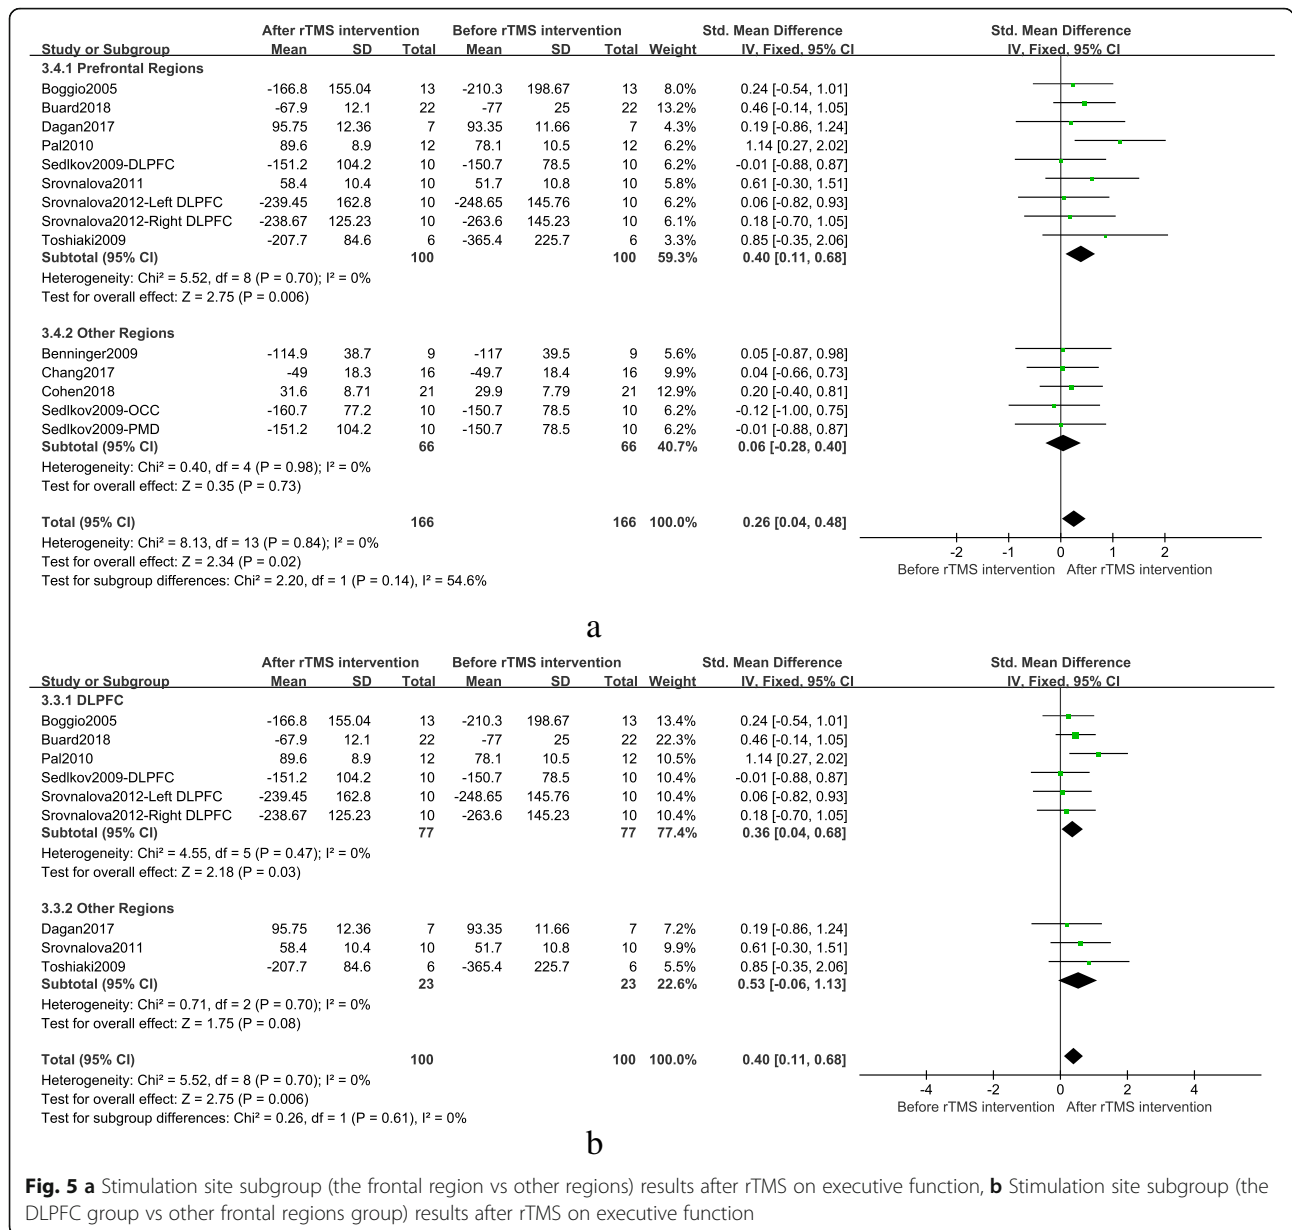 After rTMS intervention Before rTMS intervention Std. Mean Difference Std. Mean Difference
Study or Subgroup Mean SD Total Mean SD Total Weight IV, Fixed, 95% CI IV, Fixed, 95% CI
3.4.1 Prefrontal Regions
Boggio2005 -166.8 155.04 13 -210.3 198.67 13 8.0% 0.24 [-0.54, 1.01]
Buard2018 -67.9 12.1 22 -77 25 22 13.2% 0.46 [-0.14, 1.05]
Dagan2017 95.75 12.36 7 93.35 11.66 7 4.3% 0.19 [-0.86, 1.24]
Pal2010 89.6 8.9 12 78.1 10.5 12 6.2% 1.14 [0.27, 2.02]
Sedlkov2009-DLPFC -151.2 104.2 10 -150.7 78.5 10 6.2% -0.01 [-0.88, 0.87]
Srovnalova2011 58.4 10.4 10 51.7 10.8 10 5.8% 0.61 [-0.30, 1.51]
Srovnalova2012-Left DLPFC -239.45 162.8 10 -248.65 145.76 10 6.2% 0.06 [-0.82, 0.93]
Srovnalova2012-Right DLPFC -238.67 125.23 10 -263.6 145.23 10 6.1% 0.18 [-0.70, 1.05]
Toshiaki2009 -207.7 84.6 6 -365.4 225.7 6 3.3% 0.85 [-0.35, 2.06]
Subtotal (95% CI) 100 100 59.3% 0.40 [0.11, 0.68]
Heterogeneity: Chi² = 5.52, df = 8 (P = 0.70); I² = 0%
Test for overall effect: Z = 2.75 (P = 0.006)
3.4.2 Other Regions
Benninger2009 -114.9 38.7 9 -117 39.5 9 5.6% 0.05 [-0.87, 0.98]
Chang2017 -49 18.3 16 -49.7 18.4 16 9.9% 0.04 [-0.66, 0.73]
Cohen2018 31.6 8.71 21 29.9 7.79 21 12.9% 0.20 [-0.40, 0.81]
Sedlkov2009-OCC -160.7 77.2 10 -150.7 78.5 10 6.2% -0.12 [-1.00, 0.75]
Sedlkov2009-PMD -151.2 104.2 10 -150.7 78.5 10 6.2% -0.01 [-0.88, 0.87]
Subtotal (95% CI) 66 66 40.7% 0.06 [-0.28, 0.40]
Heterogeneity: Chi² = 0.40, df = 4 (P = 0.98); I² = 0%
Test for overall effect: Z = 0.35 (P = 0.73)
Total (95% CI) 166 166 100.0% 0.26 [0.04, 0.48]
Heterogeneity: Chi² = 8.13, df = 13 (P = 0.84); I² = 0%
Test for overall effect: Z = 2.34 (P = 0.02)
Test for subgroup differences: Chi² = 2.20, df = 1 (P = 0.14), I² = 54.6%
-2 -1 0 1 2
Before rTMS intervention After rTMS intervention
a
After rTMS intervention Before rTMS intervention Std. Mean Difference Std. Mean Difference
Study or Subgroup Mean SD Total Mean SD Total Weight IV, Fixed, 95% CI IV, Fixed, 95% CI
3.3.1 DLPFC
Boggio2005 -166.8 155.04 13 -210.3 198.67 13 13.4% 0.24 [-0.54, 1.01]
Buard2018 -67.9 12.1 22 -77 25 22 22.3% 0.46 [-0.14, 1.05]
Pal2010 89.6 8.9 12 78.1 10.5 12 10.5% 1.14 [0.27, 2.02]
Sedlkov2009-DLPFC -151.2 104.2 10 -150.7 78.5 10 10.4% -0.01 [-0.88, 0.87]
Srovnalova2012-Left DLPFC -239.45 162.8 10 -248.65 145.76 10 10.4% 0.06 [-0.82, 0.93]
Srovnalova2012-Right DLPFC -238.67 125.23 10 -263.6 145.23 10 10.4% 0.18 [-0.70, 1.05]
Subtotal (95% CI) 77 77 77.4% 0.36 [0.04, 0.68]
Heterogeneity: Chi² = 4.55, df = 5 (P = 0.47); I² = 0%
Test for overall effect: Z = 2.18 (P = 0.03)
3.3.2 Other Regions
Dagan2017 95.75 12.36 7 93.35 11.66 7 7.2% 0.19 [-0.86, 1.24]
Srovnalova2011 58.4 10.4 10 51.7 10.8 10 9.9% 0.61 [-0.30, 1.51]
Toshiaki2009 -207.7 84.6 6 -365.4 225.7 6 5.5% 0.85 [-0.35, 2.06]
Subtotal (95% CI) 23 23 22.6% 0.53 [-0.06, 1.13]
Heterogeneity: Chi² = 0.71, df = 2 (P = 0.70); I² = 0%
Test for overall effect: Z = 1.75 (P = 0.08)
Total (95% CI) 100 100 100.0% 0.40 [0.11, 0.68]
Heterogeneity: Chi² = 5.52, df = 8 (P = 0.70); I² = 0%
Test for overall effect: Z = 2.75 (P = 0.006)
Test for subgroup differences: Chi² = 0.26, df = 1 (P = 0.61), I² = 0%
-4 -2 0 2 4
Before rTMS intervention After rTMS intervention
b
Fig. 5 a Stimulation site subgroup (the frontal region vs other regions) results after rTMS on executive function, b Stimulation site subgroup (the
DLPFC group vs other frontal regions group) results after rTMS on executive function